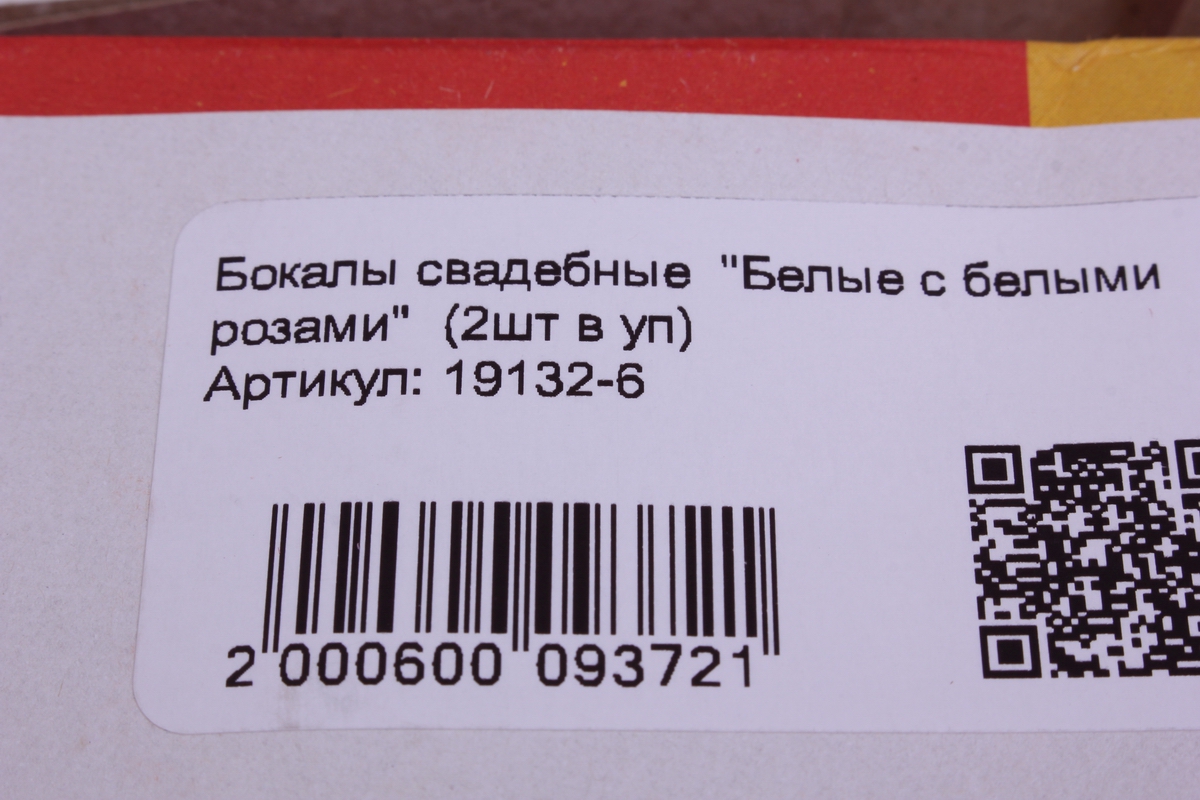 Бокалы свадебные "Белые с белыми
розами" (2шт в уп)
Артикул: 19132-6
2 000600 093721